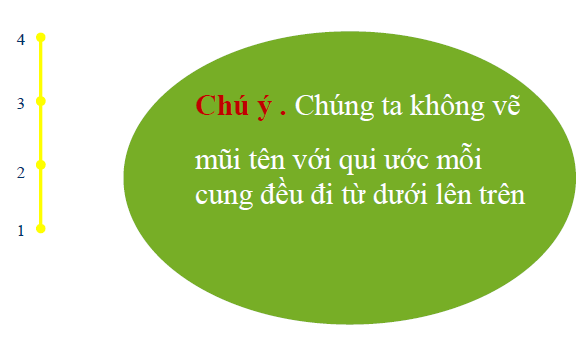 4
3
2
1
Chú ý . Chúng ta không vẽ
mũi tên với qui ước mỗi
cung đều đi từ dưới lên trên